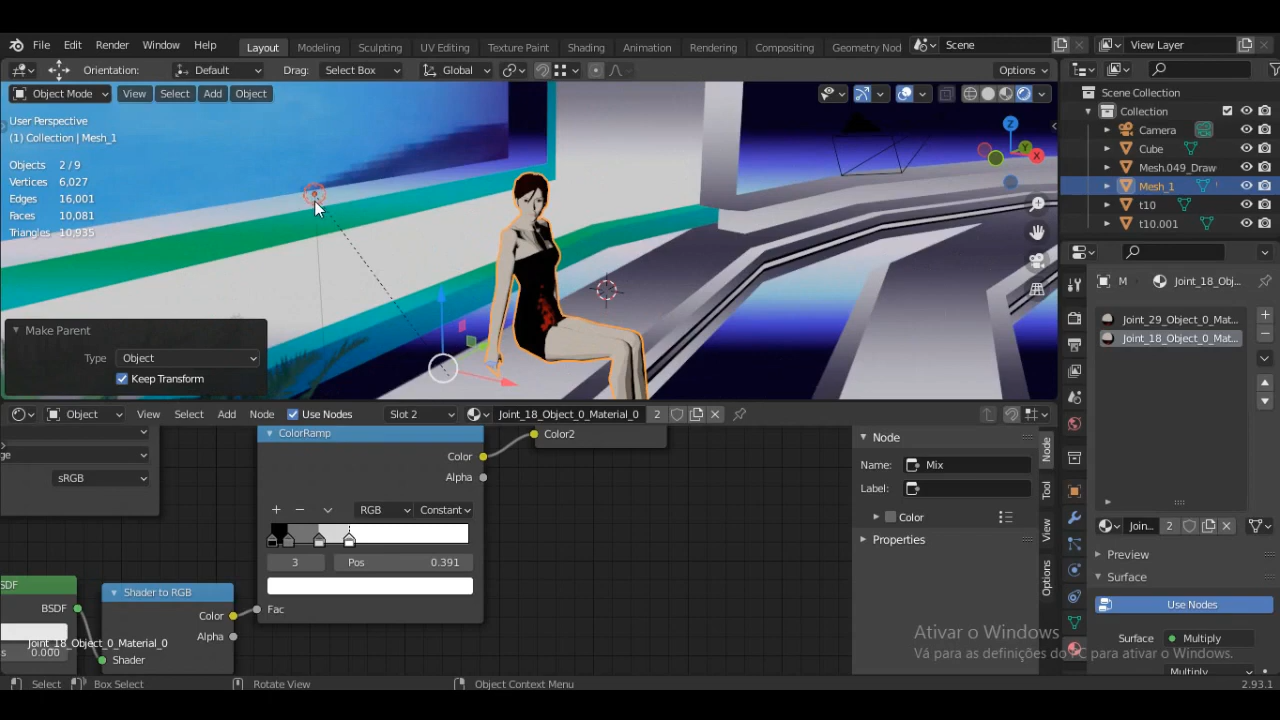 File Edit Render Window Help
Layout Modeling Sculpting UV Editing Texture Paint Shading Animation Rendering Compositing Geometry Nod
Scene
View Layer
Orientation: Default Drag: Select Box Global Options
Object Mode View Select Add Object
User Perspective
(1) Collection | Mesh_1
Objects 2 / 9
Vertices 6,027
Edges 16,001
Faces 10,081
Triangles 10,935
Z
Y
X
Make Parent
Type Object
Keep Transform
Scene Collection
Collection
Camera
Cube
Mesh.049_Draw
Mesh_1
t10
t10.001
M Joint_18_Obj...
Joint_29_Object_0_Mat...
Joint_18_Object_0_Mat...
Join... 2
Preview
Surface
Use Nodes
Surface Multiply
Multiply
Object View Select Add Node Use Nodes Slot 2 Joint_18_Object_0_Material_0 2
ge
sRGB
ColorRamp
Color
Alpha
RGB Constant
3 Pos 0.391
Fac
Color2
SDF
BSDF
0.000
Joint_18_Object_0_Material_0
Shader to RGB
Color
Alpha
Shader
Node
Name: Mix
Label:
Color
Properties
Node
Tool
View
Options
Ativar o Windows
Vá para as definições do PC para ativar o Windows.
Select Box Select Rotate View Object Context Menu
2.93.1